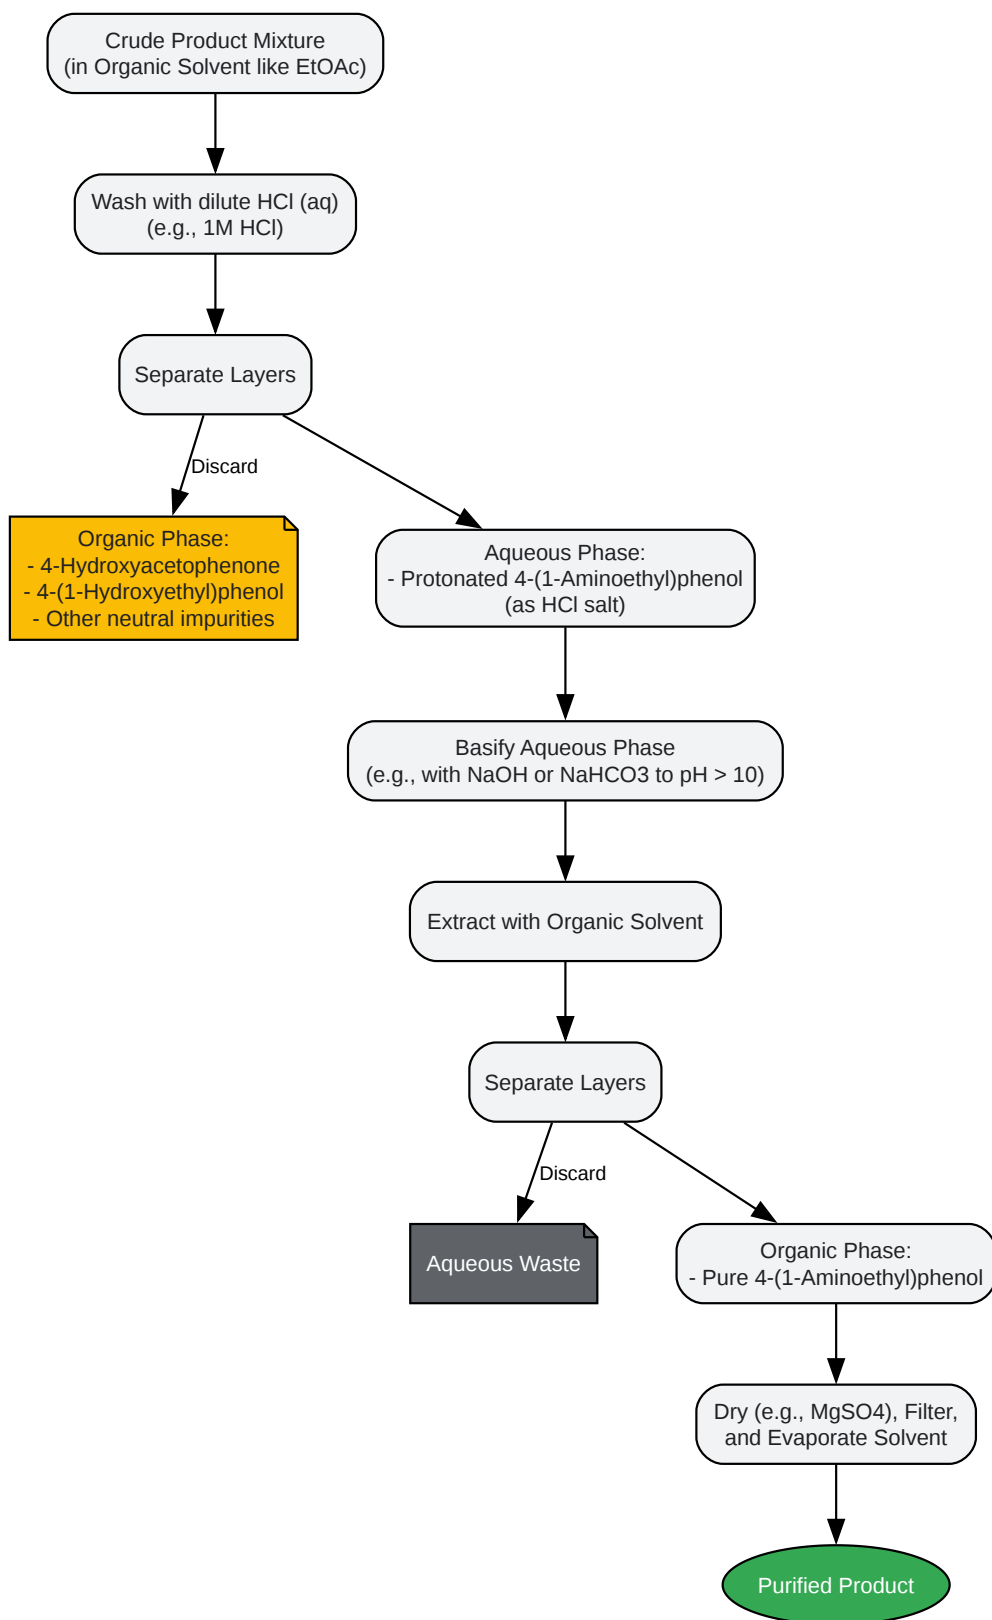 Crude Product Mixture
(in Organic Solvent like EtOAc)
Wash with dilute HCl (aq)
(e.g., 1M HCl)
Separate Layers
Discard
Organic Phase:
- 4-Hydroxyacetophenone
- 4-(1-Hydroxyethyl)phenol
- Other neutral impurities
Aqueous Phase:
- Protonated 4-(1-Aminoethyl)phenol
(as HCl salt)
Basify Aqueous Phase
(e.g., with NaOH or NaHCO3 to pH > 10)
Extract with Organic Solvent
Separate Layers
Discard
Aqueous Waste
Organic Phase:
- Pure 4-(1-Aminoethyl)phenol
Dry (e.g., MgSO4), Filter,
and Evaporate Solvent
Purified Product